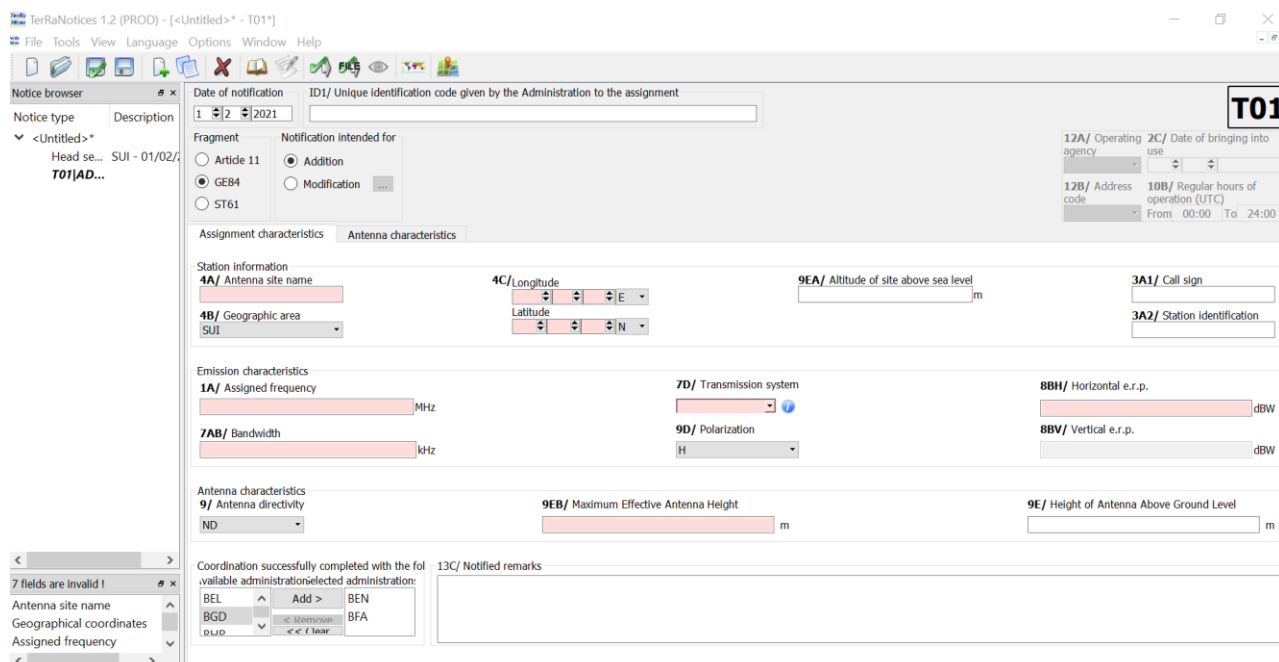 TerRaNotices 1.2 (PROD) - [<Untitled>* - T01*]
File Tools View Language Options Window Help
Notice browser
Notice type Description
<Untitled>*
Head se... SUI - 01/02/
T01|AD...
Date of notification
1 2 2021
ID1/ Unique identification code given by the Administration to the assignment
T01
Fragment
Article 11
GE84
ST61
Notification intended for
Addition
Modification ...
12A/ Operating agency
2C/ Date of bringing into use
12B/ Address code
10B/ Regular hours of operation (UTC)
From 00:00 To 24:00
Assignment characteristics Antenna characteristics
Station information
4A/ Antenna site name
4B/ Geographic area
SUI
4C/ Longitude
E
Latitude
N
9EA/ Altitude of site above sea level
m
3A1/ Call sign
3A2/ Station identification
Emission characteristics
1A/ Assigned frequency
MHz
7AB/ Bandwidth
kHz
7D/ Transmission system
9D/ Polarization
H
8BH/ Horizontal e.r.p.
dBW
8BV/ Vertical e.r.p.
dBW
Antenna characteristics
9/ Antenna directivity
ND
9EB/ Maximum Effective Antenna Height
m
9E/ Height of Antenna Above Ground Level
m
Coordination successfully completed with the fol
BEL
BGD
Add >
< Remove
<< Clear
BEN
BFA
13C/ Notified remarks
7 fields are invalid !
Antenna site name
Geographical coordinates
Assigned frequency